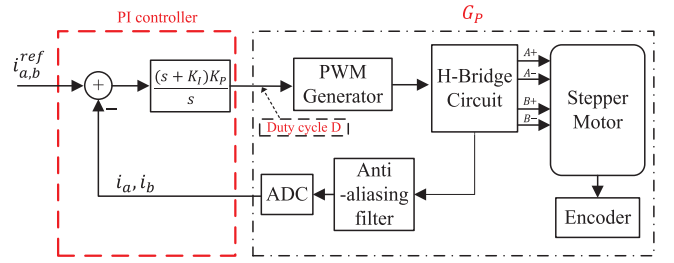 PI controller
G_P
i_{a,b}^{ref}
+
−
(s + K_I)K_P
s
Duty cycle D
PWM
Generator
H-Bridge
Circuit
A+
A−
B+
B−
Stepper
Motor
i_a, i_b
ADC
Anti
-aliasing
filter
Encoder